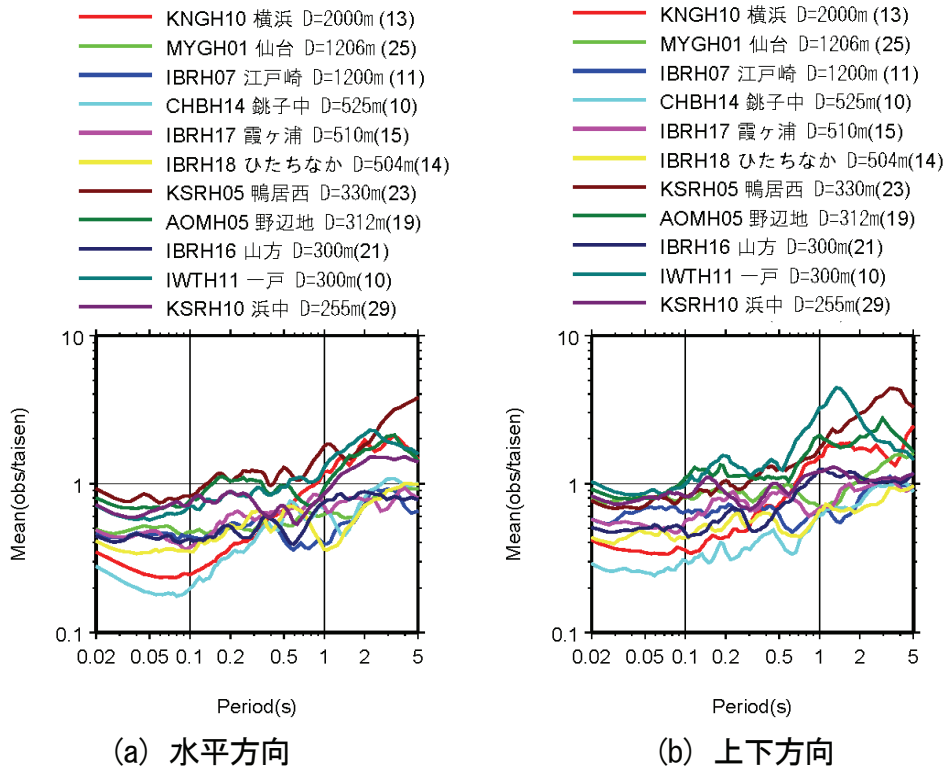 KNGH10 横浜 D=2000m (13)
MYGH01 仙台 D=1206m (25)
IBRH07 江戸崎 D=1200m (11)
CHBH14 銚子中 D=525m(10)
IBRH17 霞ヶ浦 D=510m(15)
IBRH18 ひたちなか D=504m(14)
KSRH05 鴨居西 D=330m(23)
AOMH05 野辺地 D=312m(19)
IBRH16 山方 D=300m(21)
IWTH11 一戸 D=300m(10)
KSRH10 浜中 D=255m(29)
10
1
0.1
Mean(obs/taisen)
0.02 0.05 0.1 0.2 0.5 1 2 5
Period(s)
(a) 水平方向
KNGH10 横浜 D=2000m (13)
MYGH01 仙台 D=1206m (25)
IBRH07 江戸崎 D=1200m (11)
CHBH14 銚子中 D=525m(10)
IBRH17 霞ヶ浦 D=510m(15)
IBRH18 ひたちなか D=504m(14)
KSRH05 鴨居西 D=330m(23)
AOMH05 野辺地 D=312m(19)
IBRH16 山方 D=300m(21)
IWTH11 一戸 D=300m(10)
KSRH10 浜中 D=255m(29)
10
1
0.1
Mean(obs/taisen)
0.02 0.05 0.1 0.2 0.5 1 2 5
Period(s)
(b) 上下方向